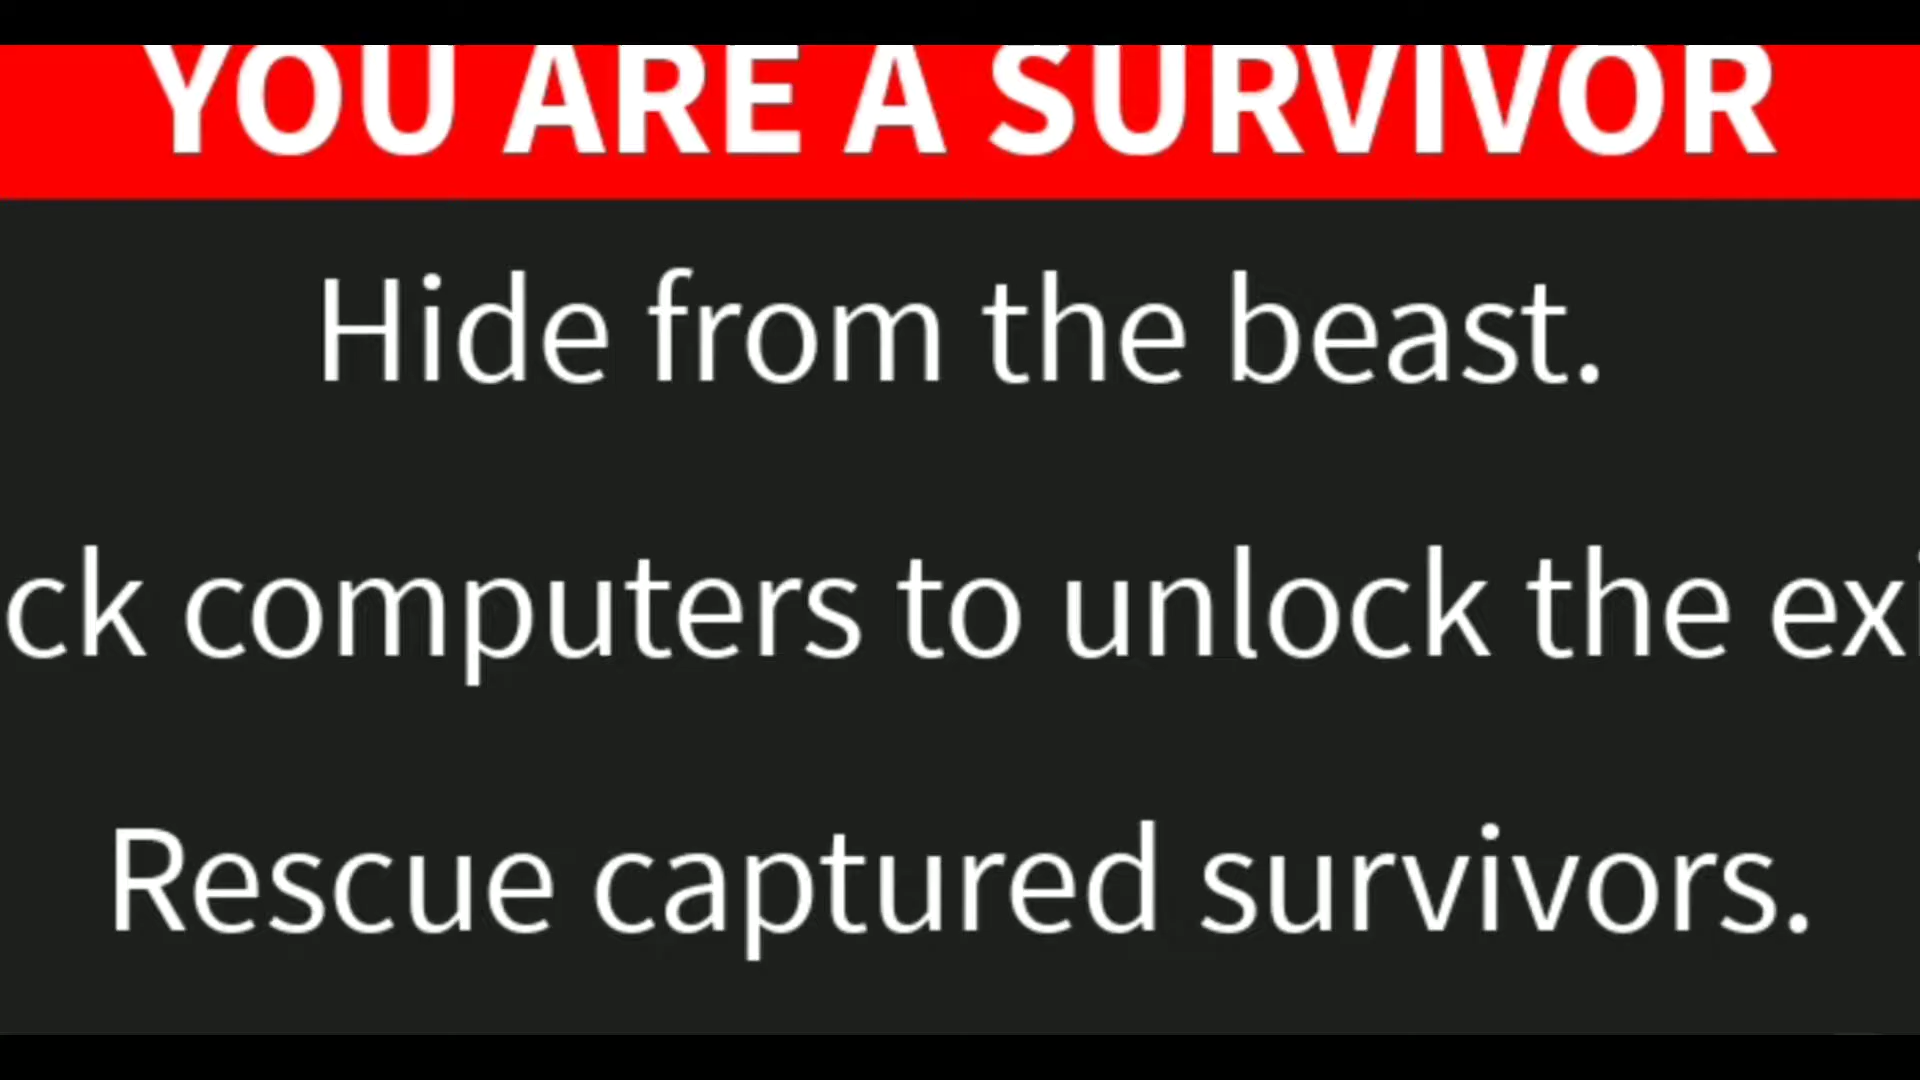 YOU ARE A SURVIVOR
Hide from the beast.
ck computers to unlock the exi
Rescue captured survivors.